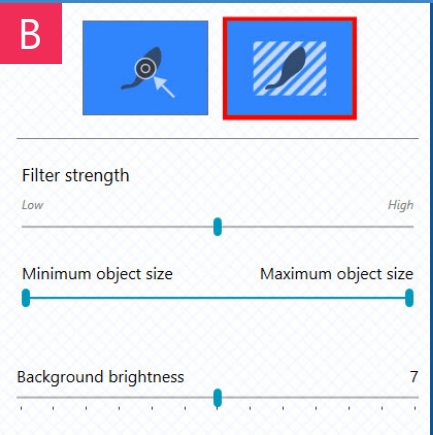 B
Filter strength
Low High
Minimum object size Maximum object size
Background brightness 7